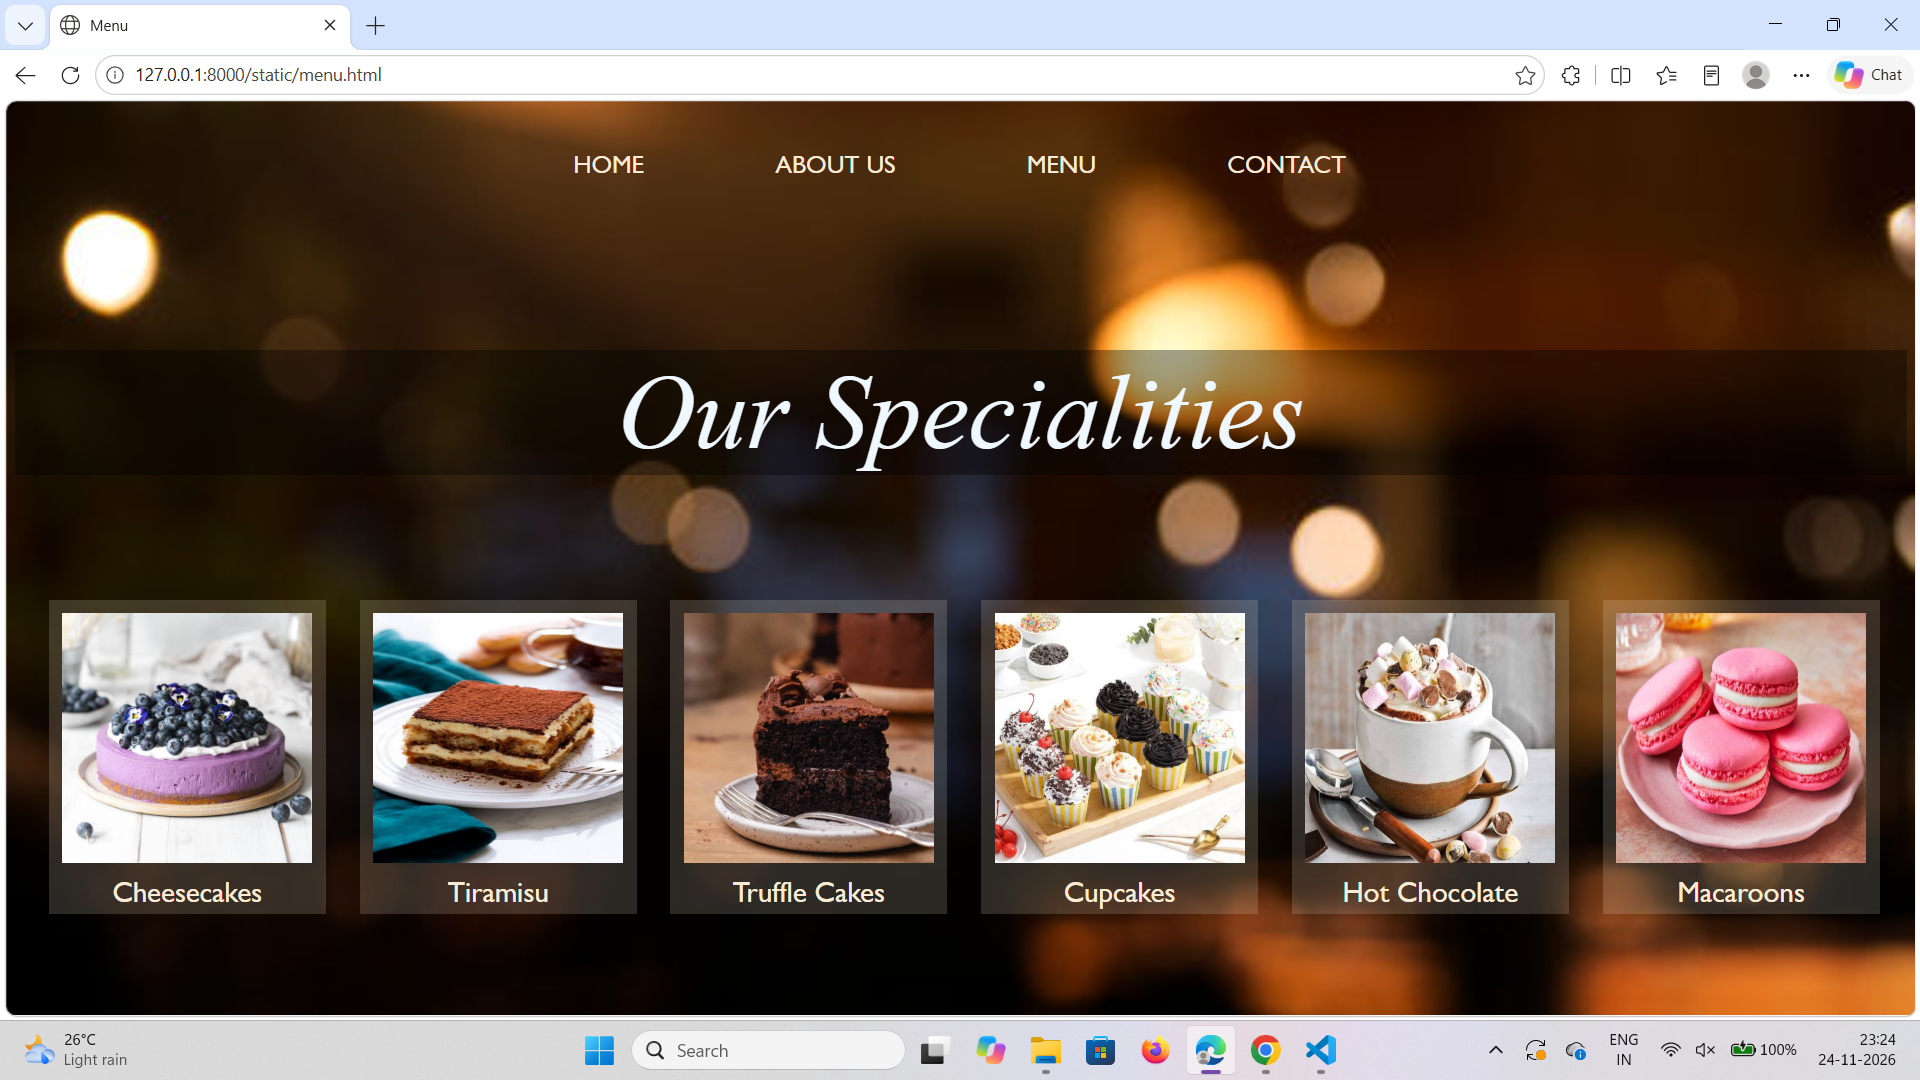 Menu
127.0.0.1:8000/static/menu.html
Chat
HOME ABOUT US MENU CONTACT
Our Specialities
Cheesecakes Tiramisu Truffle Cakes Cupcakes Hot Chocolate Macaroons
26°C
Light rain
Search
ENG
IN
100%
23:24
24-11-2026